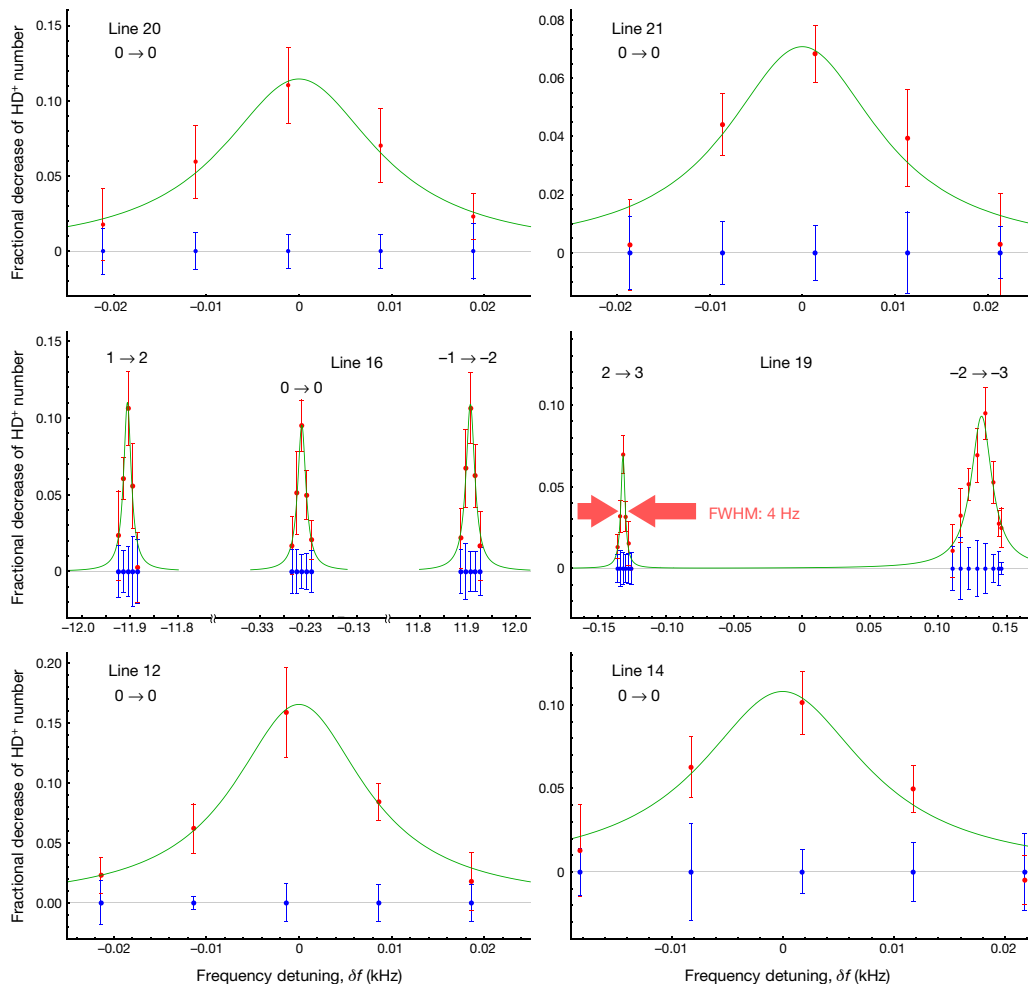 Line 20
0 → 0
Line 21
0 → 0
Fractional decrease of HD⁺ number
0.15
0.10
0.05
0
0.08
0.06
0.04
0.02
0
−0.02
−0.01
0
0.01
0.02
−0.02
−0.01
0
0.01
0.02
1 → 2
Line 16
0 → 0
−1 → −2
2 → 3
Line 19
−2 → −3
Fractional decrease of HD⁺ number
0.15
0.10
0.05
0
0.10
0.05
0
FWHM: 4 Hz
−12.0
−11.9
−11.8
−0.33
−0.23
−0.13
11.8
11.9
12.0
−0.15
−0.10
−0.05
0
0.05
0.10
0.15
Line 12
0 → 0
Line 14
0 → 0
Fractional decrease of HD⁺ number
0.20
0.15
0.10
0.05
0.00
0.10
0.05
0
−0.02
−0.01
0
0.01
0.02
−0.01
0
0.01
0.02
Frequency detuning, δf (kHz)
Frequency detuning, δf (kHz)